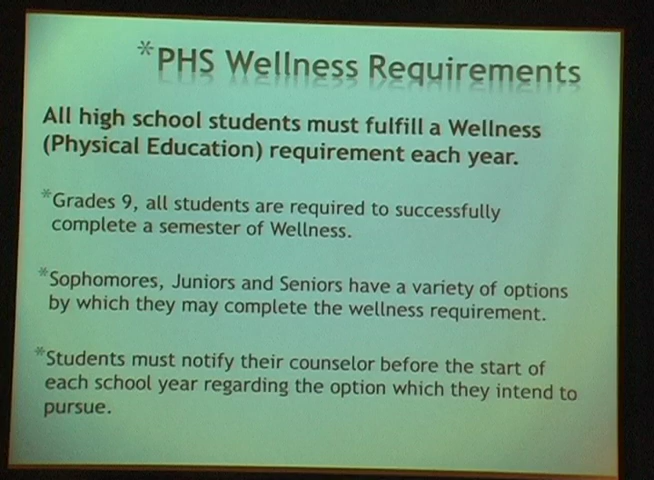 *PHS Wellness Requirements
All high school students must fulfill a Wellness
(Physical Education) requirement each year.
*Grades 9, all students are required to successfully
complete a semester of Wellness.
*Sophomores, Juniors and Seniors have a variety of options
by which they may complete the wellness requirement.
*Students must notify their counselor before the start of
each school year regarding the option which they intend to
pursue.